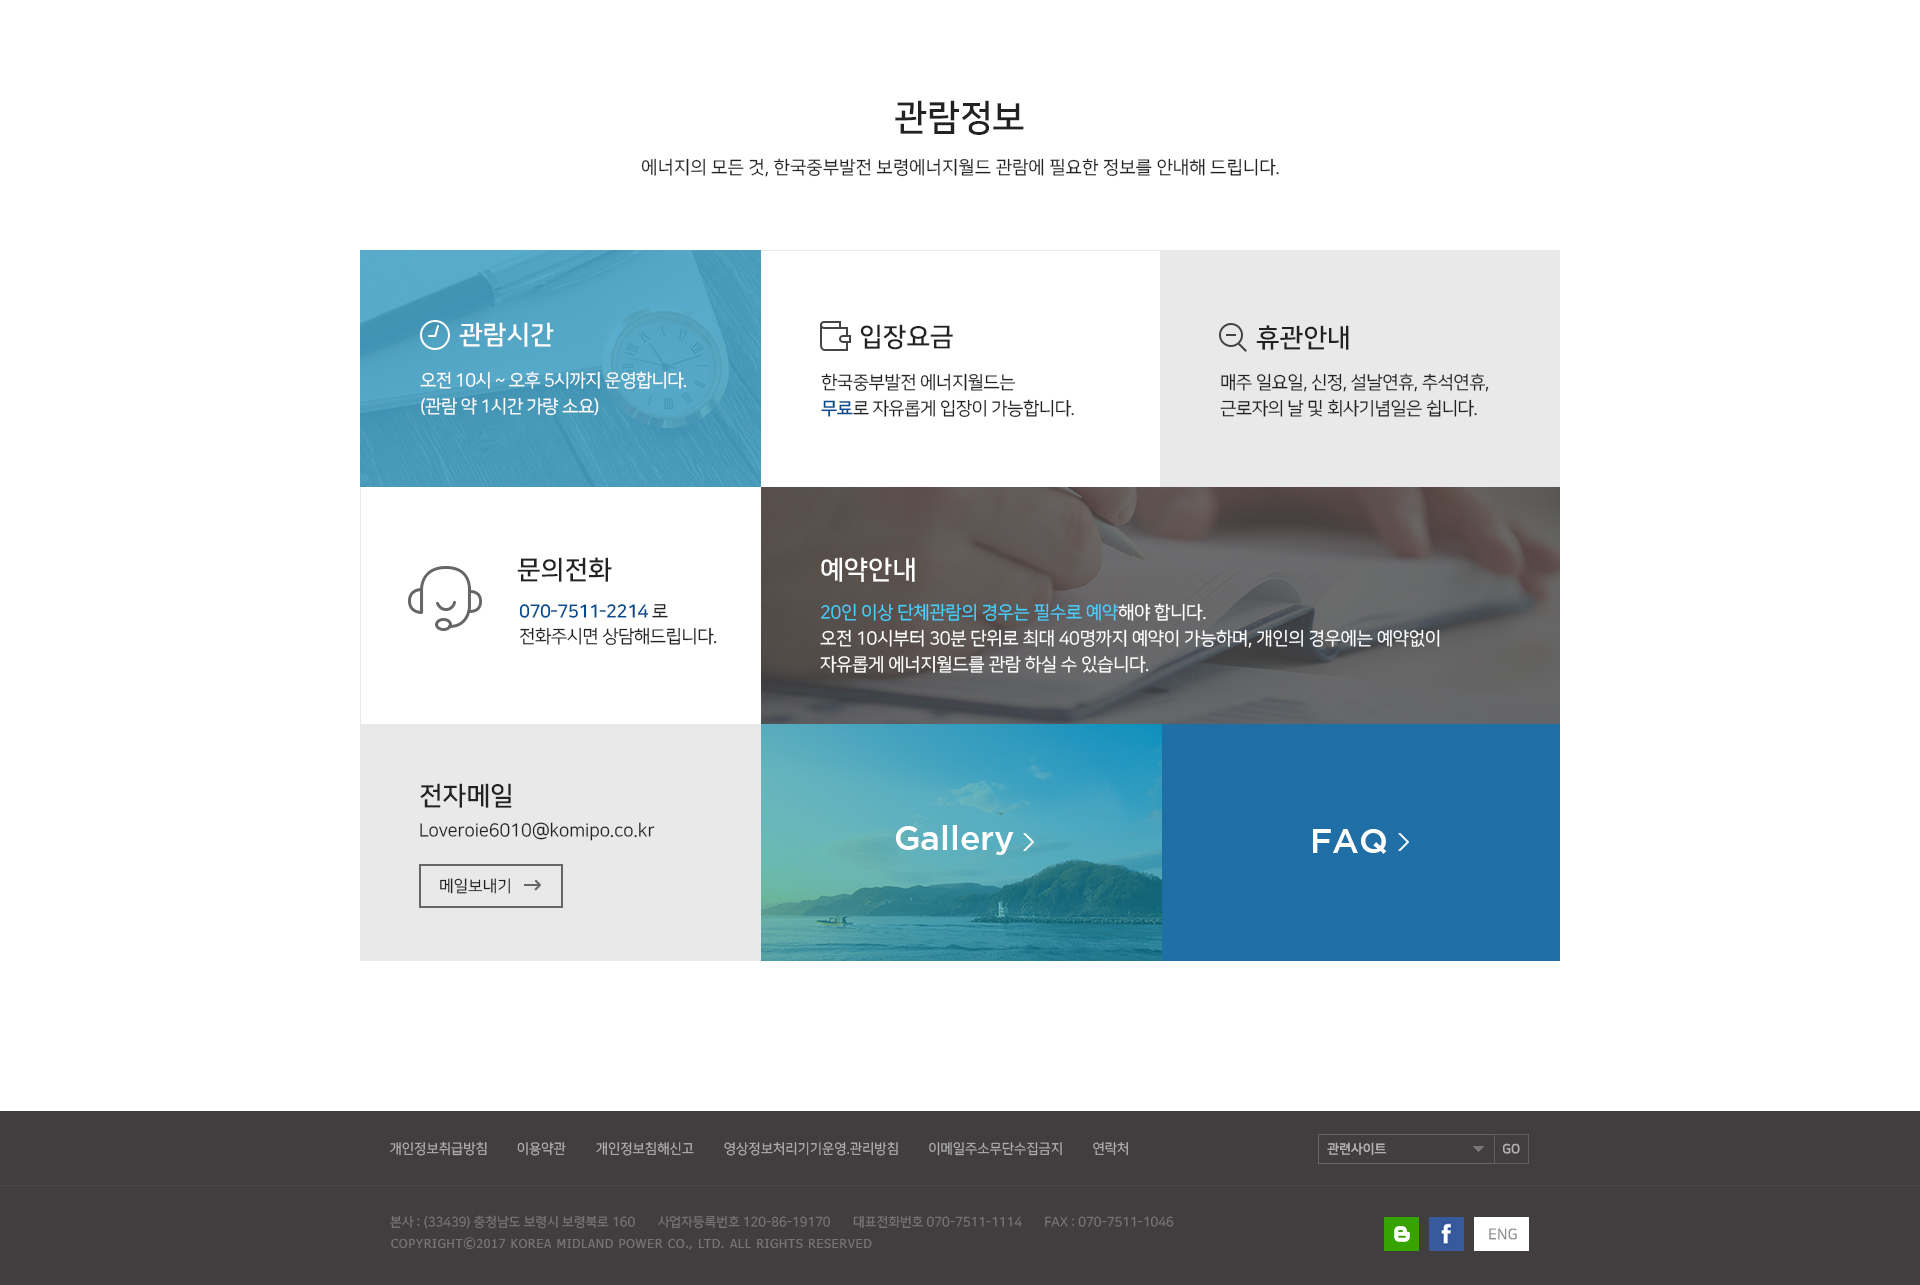 관람정보
에너지의 모든 것, 한국중부발전 보령에너지월드 관람에 필요한 정보를 안내해 드립니다.
관람시간
오전 10시 ~ 오후 5시까지 운영합니다.
(관람 약 1시간 가량 소요)
입장요금
한국중부발전 에너지월드는
무료로 자유롭게 입장이 가능합니다.
휴관안내
매주 일요일, 신정, 설날연휴, 추석연휴,
근로자의 날 및 회사기념일은 쉽니다.
문의전화
070-7511-2214 로
전화주시면 상담해드립니다.
예약안내
20인 이상 단체관람의 경우는 필수로 예약해야 합니다.
오전 10시부터 30분 단위로 최대 40명까지 예약이 가능하며, 개인의 경우에는 예약없이
자유롭게 에너지월드를 관람 하실 수 있습니다.
전자메일
Loveroie6010@komipo.co.kr
메일보내기
Gallery
FAQ
개인정보취급방침 이용약관 개인정보침해신고 영상정보처리기기운영.관리방침 이메일주소무단수집금지 연락처
관련사이트 GO
본사 : (33439) 충청남도 보령시 보령북로 160 사업자등록번호 120-86-19170 대표전화번호 070-7511-1114 FAX : 070-7511-1046
COPYRIGHT©2017 KOREA MIDLAND POWER CO., LTD. ALL RIGHTS RESERVED
ENG